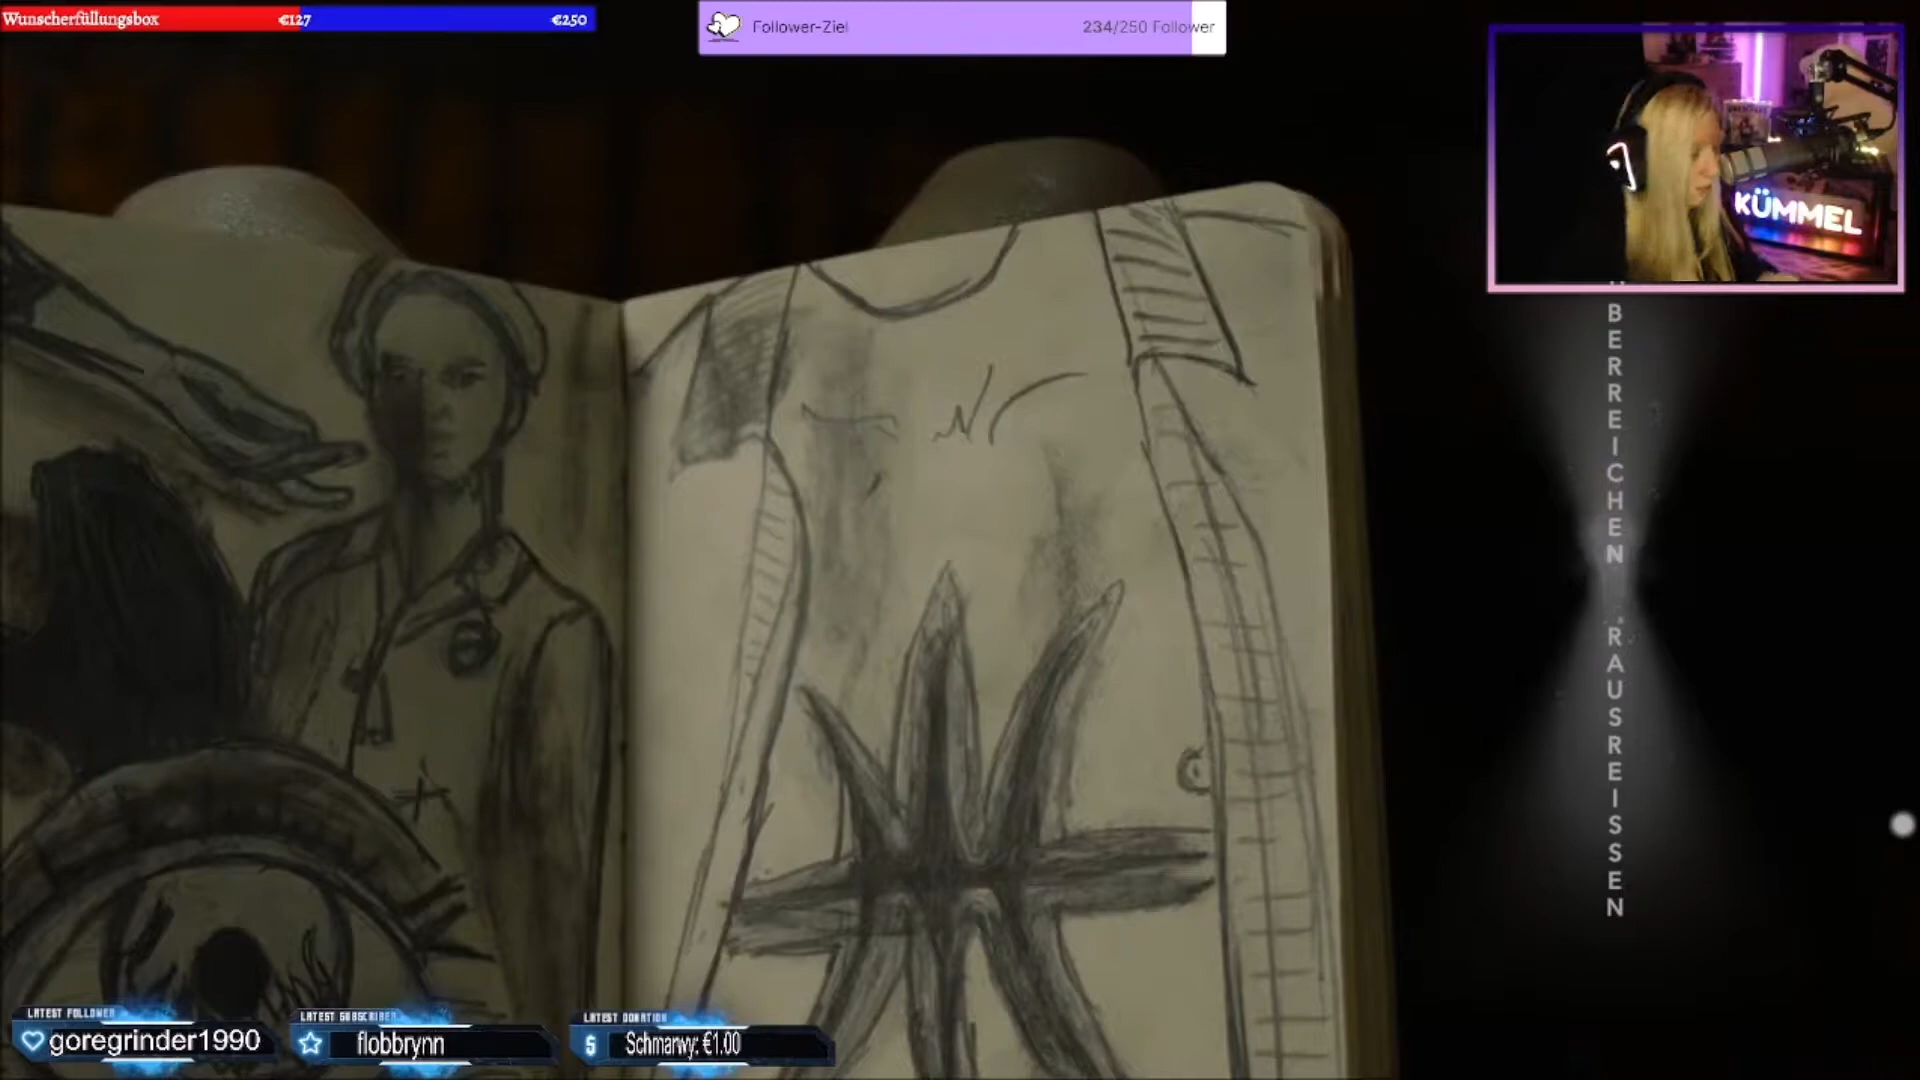 Wunscherfüllungsbox €127 €250
Follower-Ziel 234/250 Follower
KÜMMEL
BERREICHEN
RAUSREISSEN
LATEST FOLLOWER
goregrinder1990
LATEST SUBSCRIBER
flobbrynn
LATEST DONATION
$ Schmarwy: €1.00